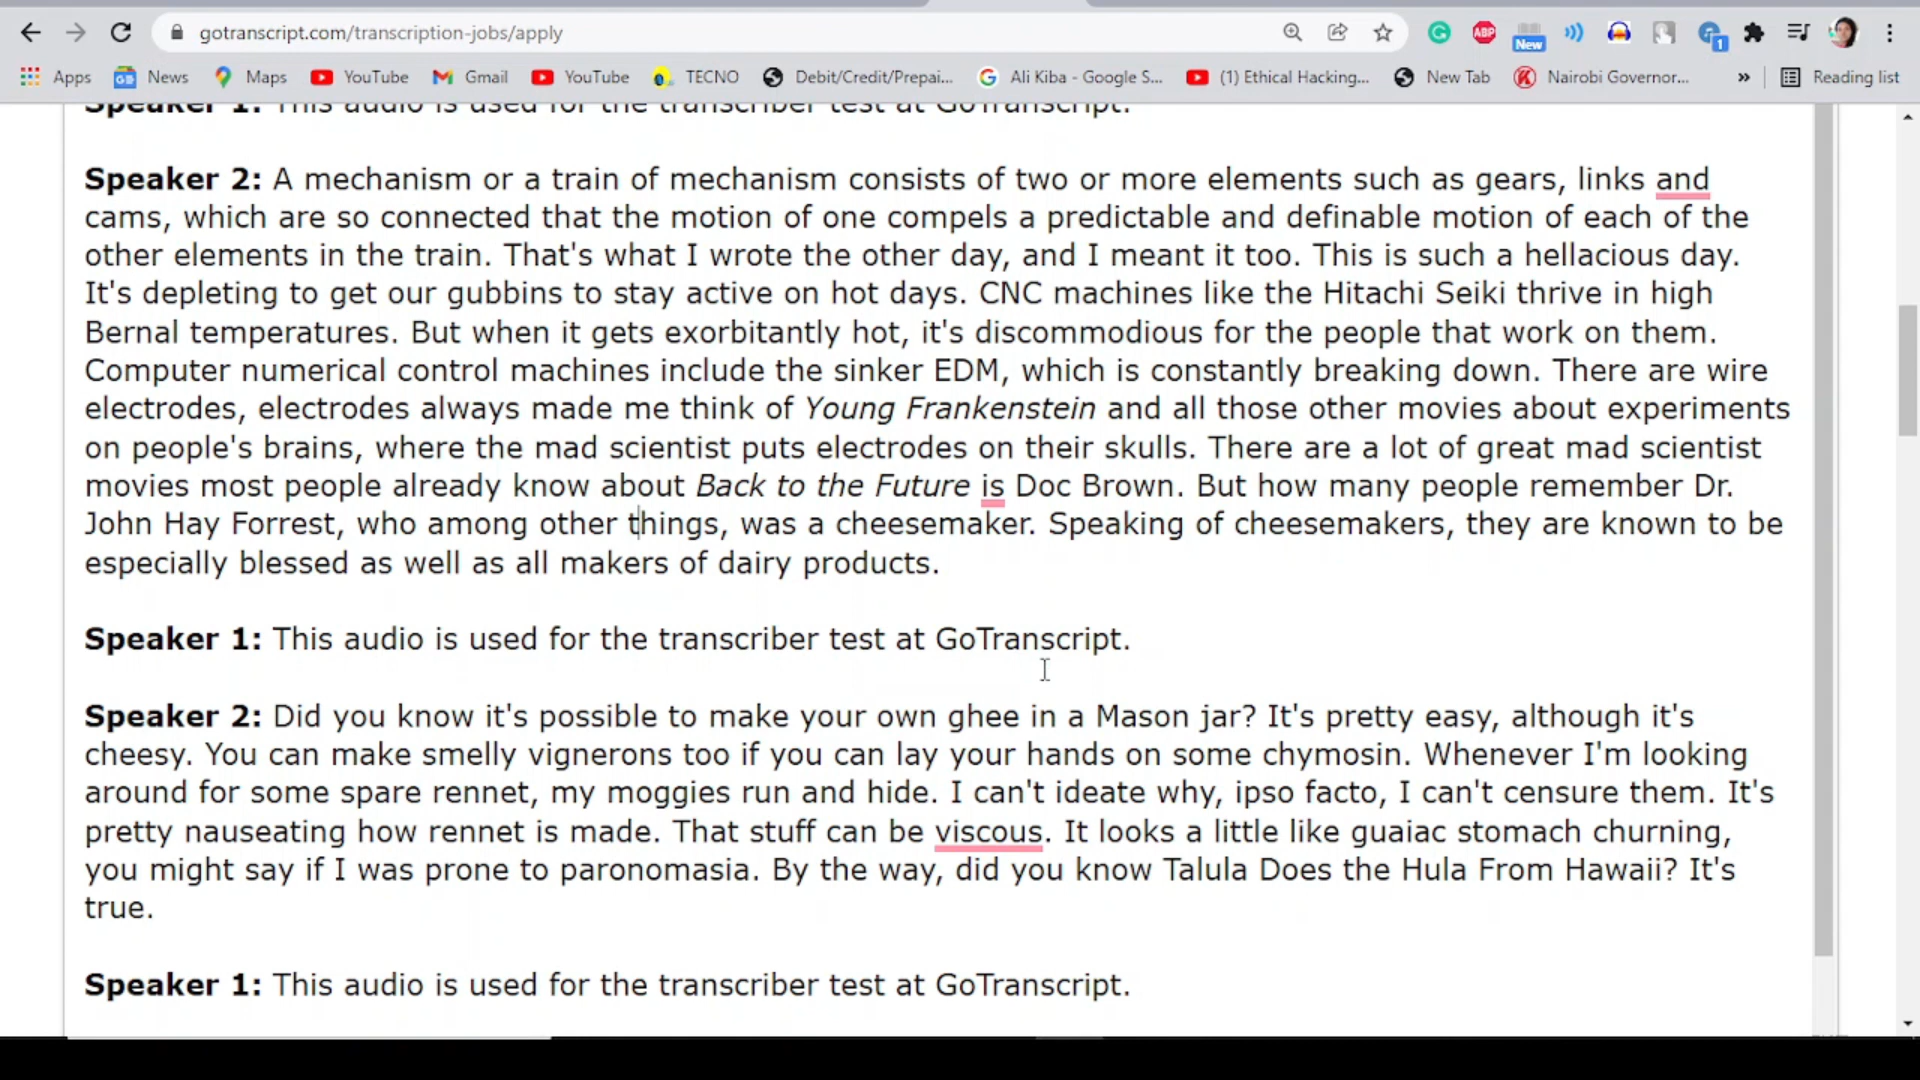 gotranscript.com/transcription-jobs/apply
New
1
Apps News Maps YouTube Gmail YouTube TECNO Debit/Credit/Prepai... Ali Kiba - Google S... (1) Ethical Hacking... New Tab Nairobi Governor... » Reading list
Speaker 1: This audio is used for the transcriber test at GoTranscript.
Speaker 2: A mechanism or a train of mechanism consists of two or more elements such as gears, links and
cams, which are so connected that the motion of one compels a predictable and definable motion of each of the
other elements in the train. That's what I wrote the other day, and I meant it too. This is such a hellacious day.
It's depleting to get our gubbins to stay active on hot days. CNC machines like the Hitachi Seiki thrive in high
Bernal temperatures. But when it gets exorbitantly hot, it's discommodious for the people that work on them.
Computer numerical control machines include the sinker EDM, which is constantly breaking down. There are wire
electrodes, electrodes always made me think of Young Frankenstein and all those other movies about experiments
on people's brains, where the mad scientist puts electrodes on their skulls. There are a lot of great mad scientist
movies most people already know about Back to the Future is Doc Brown. But how many people remember Dr.
John Hay Forrest, who among other things, was a cheesemaker. Speaking of cheesemakers, they are known to be
especially blessed as well as all makers of dairy products.
Speaker 1: This audio is used for the transcriber test at GoTranscript.
Speaker 2: Did you know it's possible to make your own ghee in a Mason jar? It's pretty easy, although it's
cheesy. You can make smelly vignerons too if you can lay your hands on some chymosin. Whenever I'm looking
around for some spare rennet, my moggies run and hide. I can't ideate why, ipso facto, I can't censure them. It's
pretty nauseating how rennet is made. That stuff can be viscous. It looks a little like guaiac stomach churning,
you might say if I was prone to paronomasia. By the way, did you know Talula Does the Hula From Hawaii? It's
true.
Speaker 1: This audio is used for the transcriber test at GoTranscript.